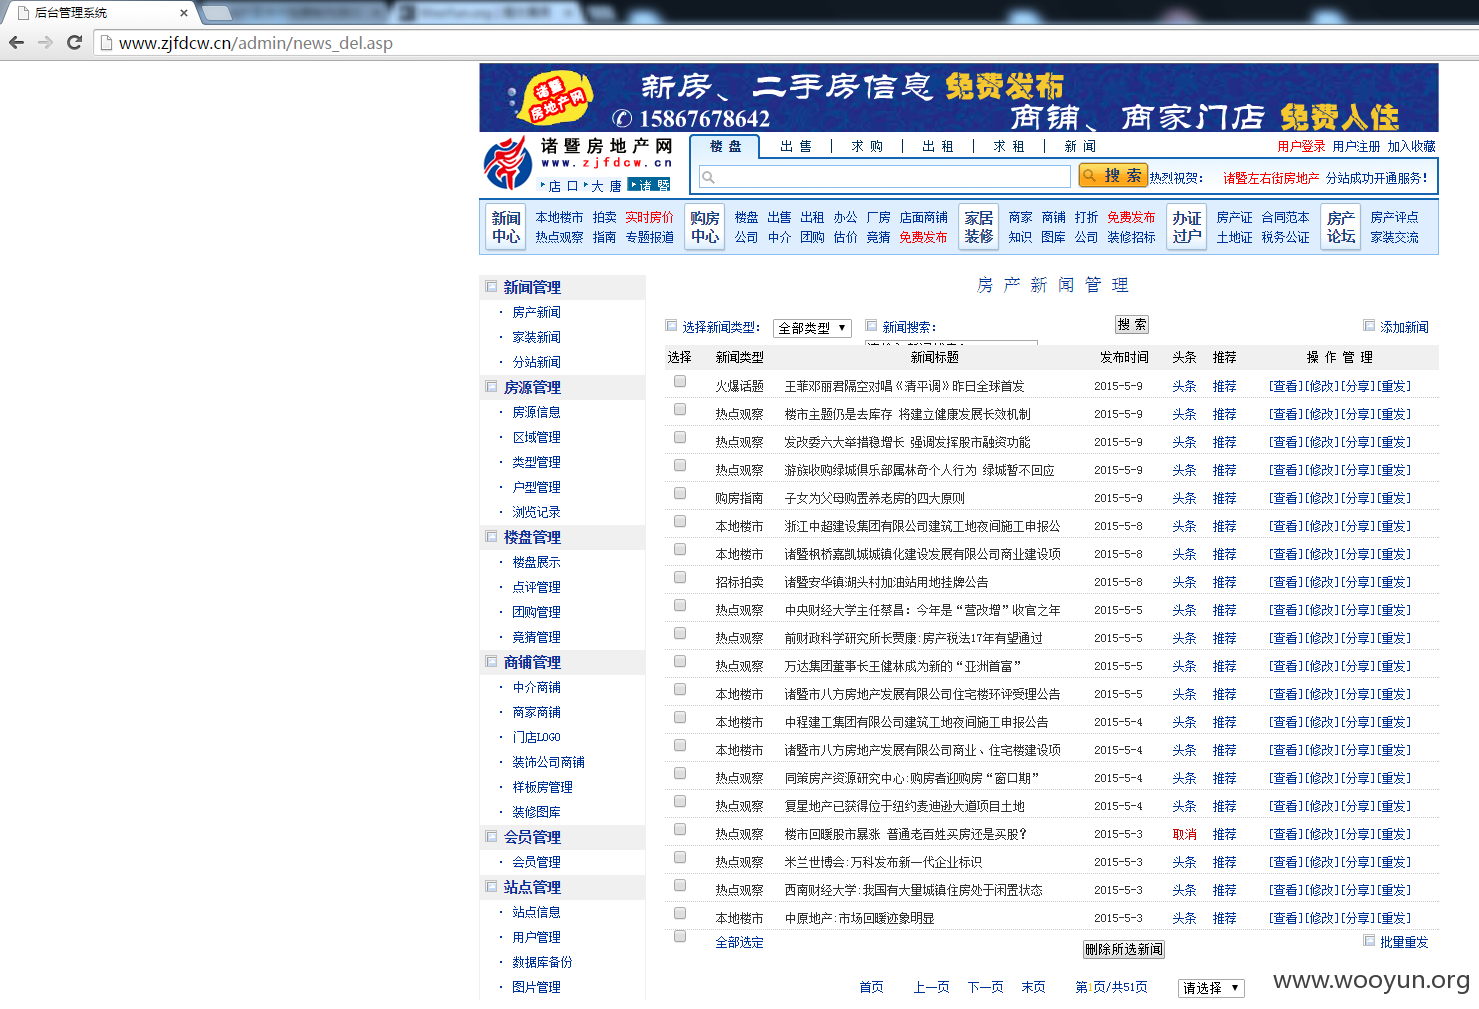 后台管理系统
www.zjfdcw.cn/admin/news_del.asp
诸暨房地产网
新房、二手房信息 免费发布
✆ 15867678642
商铺、商家门店 免费入住
诸暨房地产网
www.zjfdcw.cn
店口 大唐 诸暨
楼盘 出售 | 求购 | 出租 | 求租 | 新闻
用户登录 用户注册 加入收藏
搜索 热烈祝贺： 诸暨左右街房地产 分站成功开通服务!
新闻中心 本地楼市 拍卖 实时房价 热点观察 指南 专题报道
购房中心 楼盘 出售 出租 办公 厂房 店面商铺 公司 中介 团购 估价 竞猜 免费发布
家居装修 商家 商铺 打折 免费发布 知识 图库 公司 装修招标
办证过户 房产证 合同范本 土地证 税务公证
房产论坛 房产评点 家装交流
新闻管理
· 房产新闻
· 家装新闻
· 分站新闻
房源管理
· 房源信息
· 区域管理
· 类型管理
· 户型管理
· 浏览记录
楼盘管理
· 楼盘展示
· 点评管理
· 团购管理
· 竞猜管理
商铺管理
· 中介商铺
· 商家商铺
· 门店LOGO
· 装饰公司商铺
· 样板房管理
· 装修图库
会员管理
· 会员管理
站点管理
· 站点信息
· 用户管理
· 数据库备份
· 图片管理
房产新闻管理
选择新闻类型： 全部类型 新闻搜索： 搜索 添加新闻
选择 新闻类型 新闻标题 发布时间 头条 推荐 操作管理
火爆话题 王菲邓丽君隔空对唱《清平调》昨日全球首发 2015-5-9 头条 推荐 [查看][修改][分享][重发]
热点观察 楼市主题仍是去库存 将建立健康发展长效机制 2015-5-9 头条 推荐 [查看][修改][分享][重发]
热点观察 发改委六大举措稳增长 强调发挥股市融资功能 2015-5-9 头条 推荐 [查看][修改][分享][重发]
热点观察 游族收购绿城俱乐部属林奇个人行为 绿城暂不回应 2015-5-9 头条 推荐 [查看][修改][分享][重发]
购房指南 子女为父母购置养老房的四大原则 2015-5-9 头条 推荐 [查看][修改][分享][重发]
本地楼市 浙江中超建设集团有限公司建筑工地夜间施工申报公 2015-5-8 头条 推荐 [查看][修改][分享][重发]
本地楼市 诸暨枫桥嘉凯城城镇化建设发展有限公司商业建设项 2015-5-8 头条 推荐 [查看][修改][分享][重发]
招标拍卖 诸暨安华镇湖头村加油站用地挂牌公告 2015-5-8 头条 推荐 [查看][修改][分享][重发]
热点观察 中央财经大学主任蔡昌：今年是“营改增”收官之年 2015-5-5 头条 推荐 [查看][修改][分享][重发]
热点观察 前财政科学研究所长贾康:房产税法17年有望通过 2015-5-5 头条 推荐 [查看][修改][分享][重发]
热点观察 万达集团董事长王健林成为新的“亚洲首富” 2015-5-5 头条 推荐 [查看][修改][分享][重发]
本地楼市 诸暨市八方房地产发展有限公司住宅楼环评受理公告 2015-5-5 头条 推荐 [查看][修改][分享][重发]
本地楼市 中程建工集团有限公司建筑工地夜间施工申报公告 2015-5-4 头条 推荐 [查看][修改][分享][重发]
本地楼市 诸暨市八方房地产发展有限公司商业、住宅楼建设项 2015-5-4 头条 推荐 [查看][修改][分享][重发]
热点观察 同策房产资源研究中心:购房者迎购房“窗口期” 2015-5-4 头条 推荐 [查看][修改][分享][重发]
热点观察 复星地产已获得位于纽约麦迪逊大道项目土地 2015-5-4 头条 推荐 [查看][修改][分享][重发]
热点观察 楼市回暖股市暴涨 普通老百姓买房还是买股? 2015-5-3 取消 推荐 [查看][修改][分享][重发]
热点观察 米兰世博会:万科发布新一代企业标识 2015-5-3 头条 推荐 [查看][修改][分享][重发]
热点观察 西南财经大学:我国有大量城镇住房处于闲置状态 2015-5-3 头条 推荐 [查看][修改][分享][重发]
本地楼市 中原地产:市场回暖迹象明显 2015-5-3 头条 推荐 [查看][修改][分享][重发]
全部选定 删除所选新闻 批量重发
首页 上一页 下一页 末页 第1页/共51页 请选择
www.wooyun.org